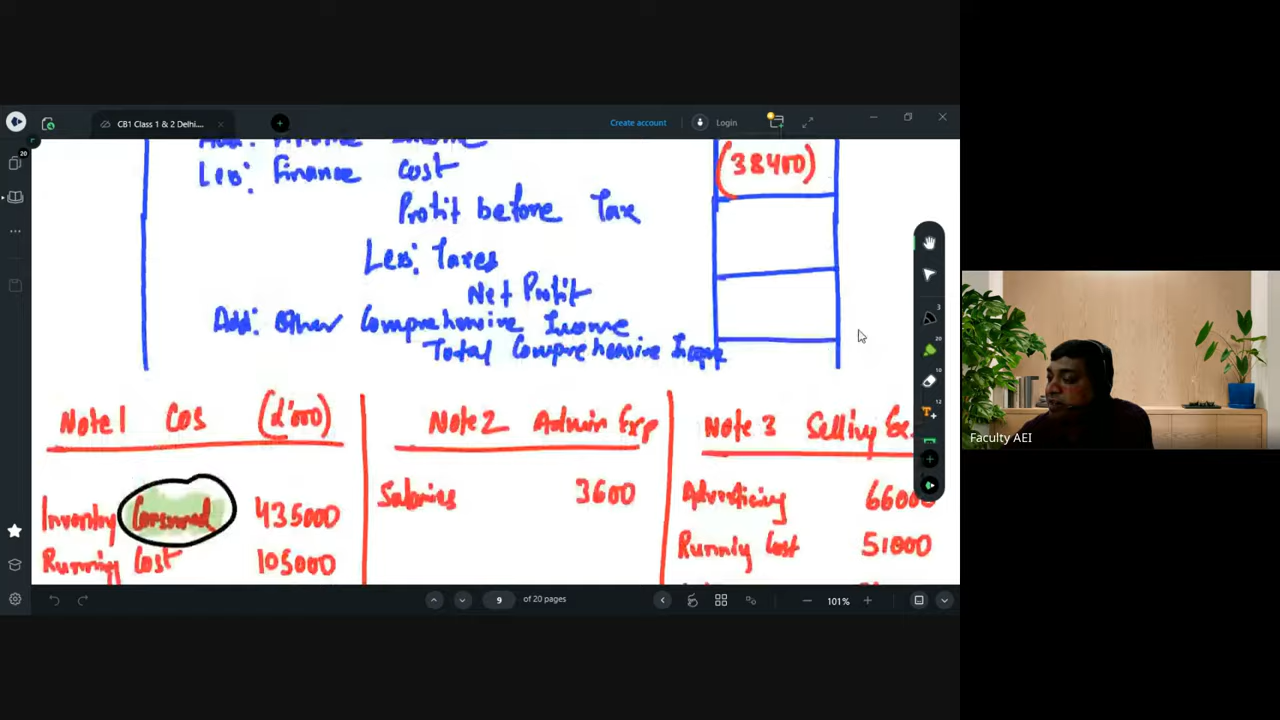 CB1 Class 1 & 2 Delhi...
Create account
Login
20
Less: Finance Cost
(38400)
Profit before Tax
Less: Taxes
Net Profit
Add: Other Comprehensive Income
Total Comprehensive Income
Note 1 COS (d'000)
Note 2 Admin Exp
Note 3 Selling Ex
Inventory Consumed 435000
Salaries 3600
Advertising 66000
Running Cost 105000
Running Cost 51000
9 of 20 pages
101%
Faculty AEI